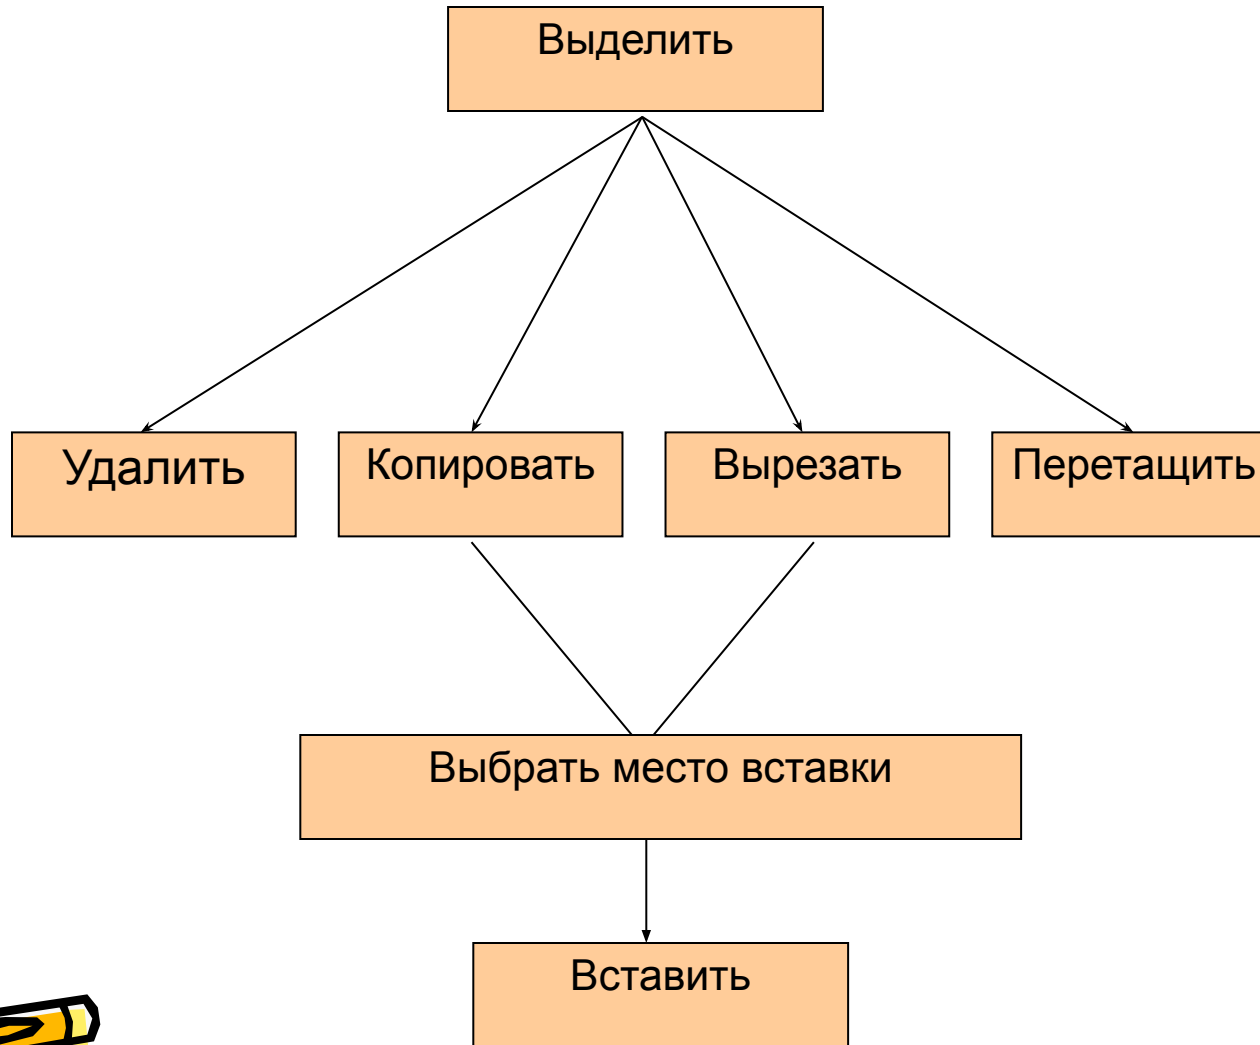 Выделить
Удалить
Копировать
Вырезать
Перетащить
Выбрать место вставки
Вставить